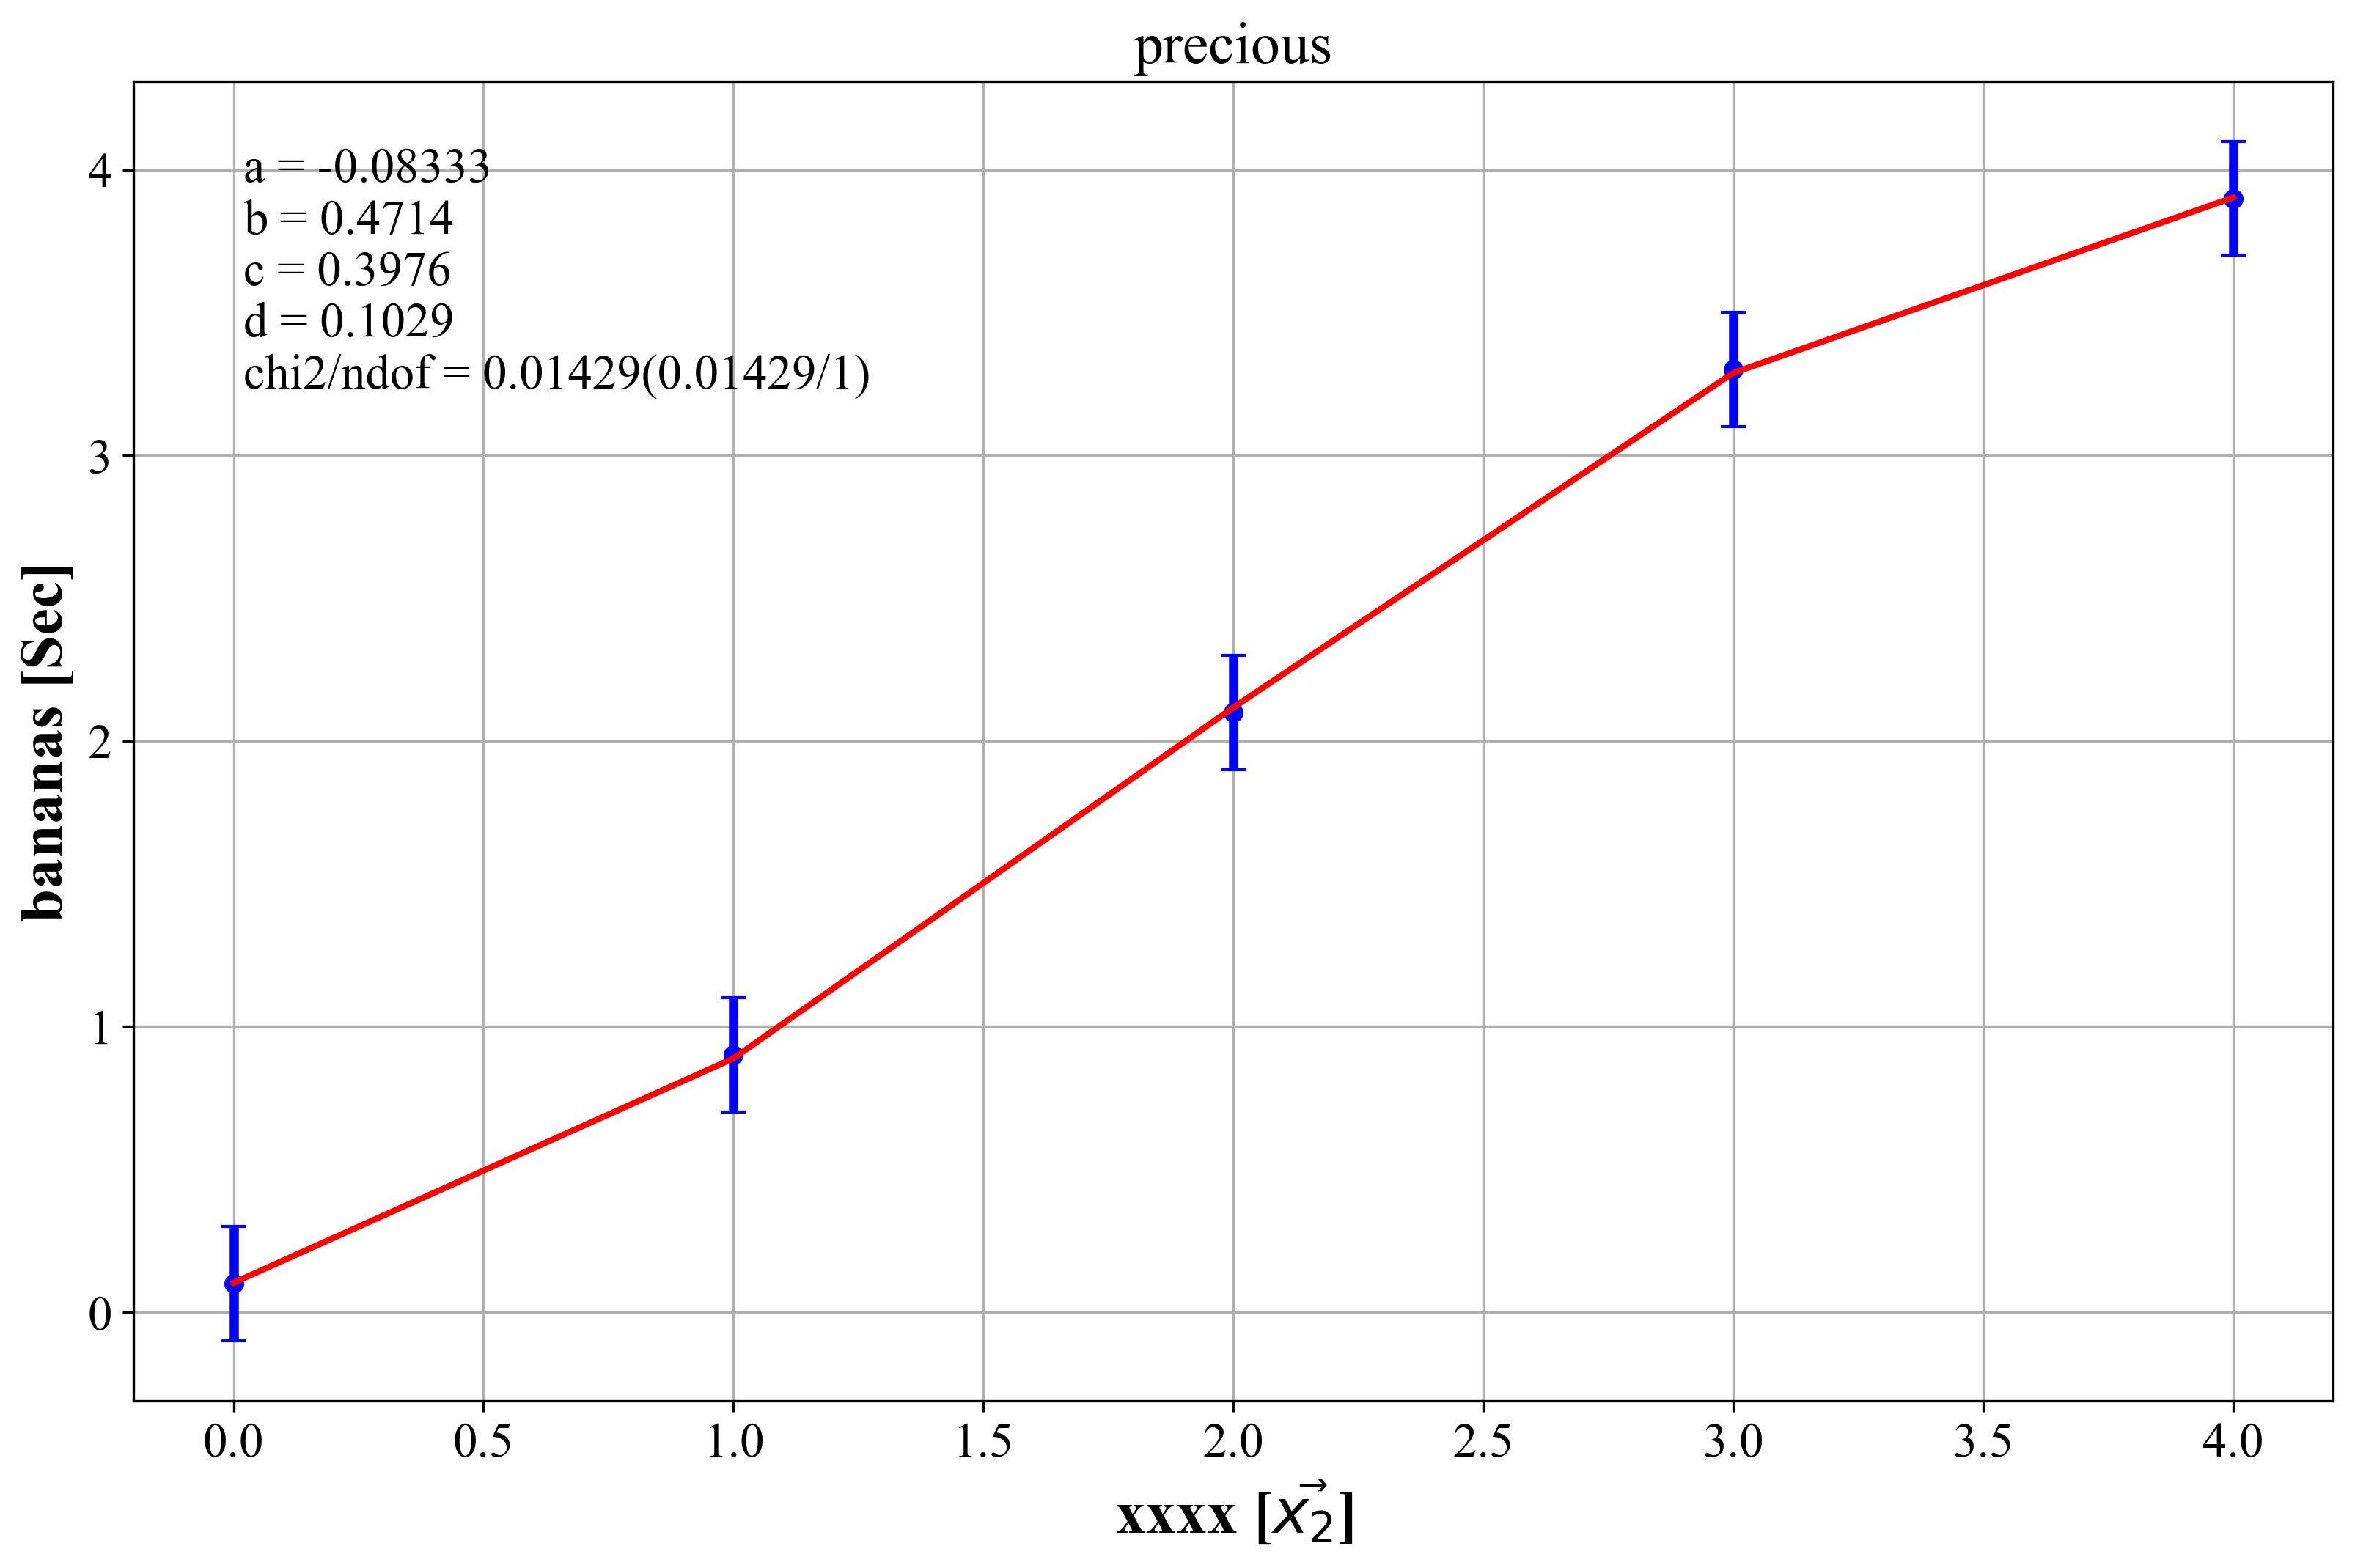 precious
a = -0.08333
b = 0.4714
c = 0.3976
d = 0.1029
chi2/ndof = 0.01429(0.01429/1)
4
3
2
1
0
bananas [Sec]
0.0 0.5 1.0 1.5 2.0 2.5 3.0 3.5 4.0
xxxx [x⃗₂]